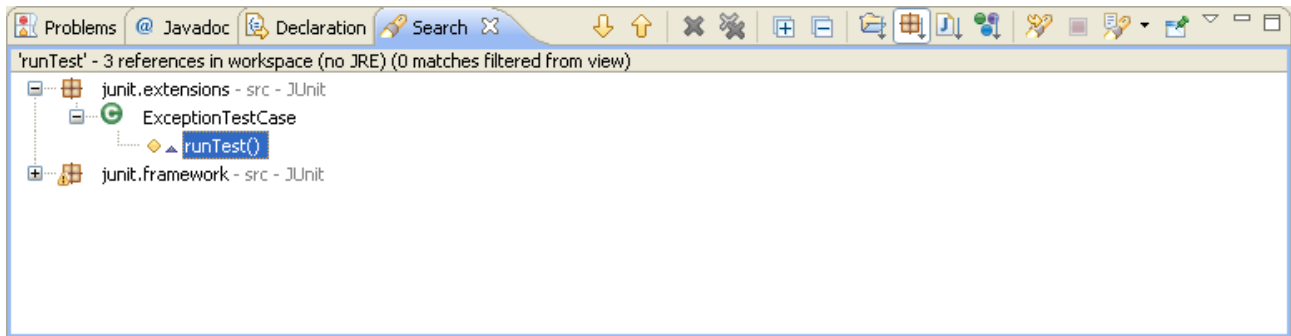 Problems @ Javadoc Declaration Search
'runTest' - 3 references in workspace (no JRE) (0 matches filtered from view)
junit.extensions - src - JUnit
ExceptionTestCase
runTest()
junit.framework - src - JUnit